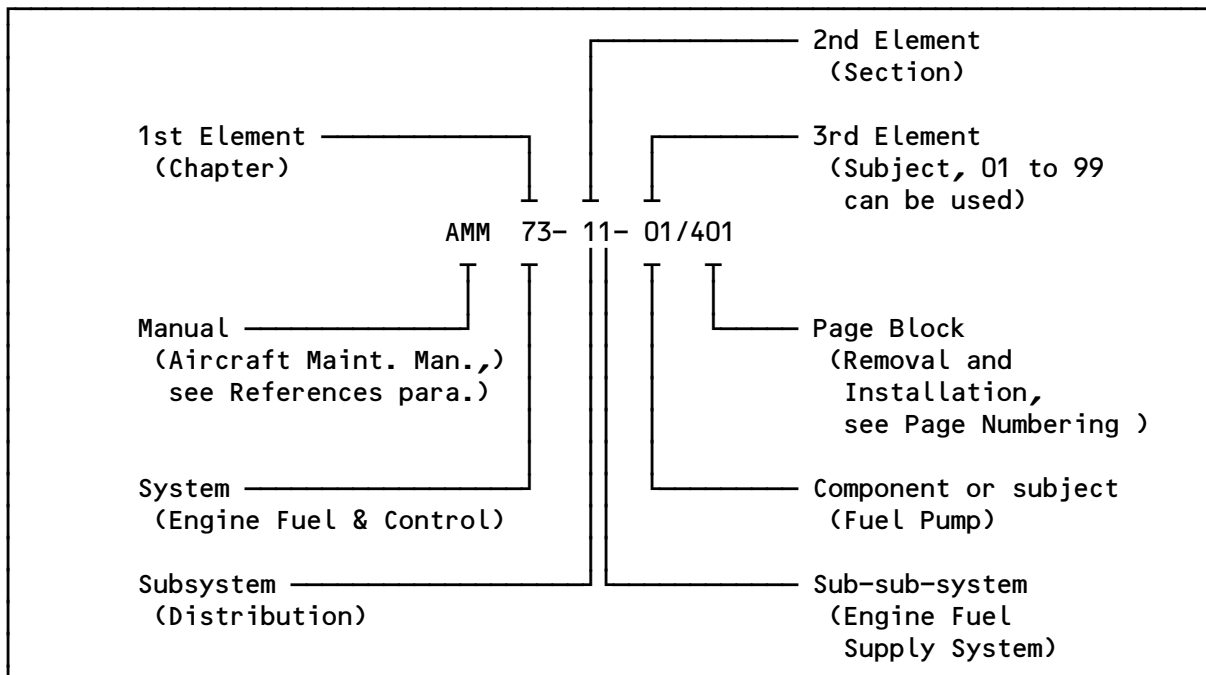 2nd Element
(Section)
1st Element
(Chapter)
3rd Element
(Subject, 01 to 99
can be used)
AMM 73- 11- 01/401
Manual
(Aircraft Maint. Man.,)
see References para.)
Page Block
(Removal and
Installation,
see Page Numbering )
System
(Engine Fuel & Control)
Component or subject
(Fuel Pump)
Subsystem
(Distribution)
Sub-sub-system
(Engine Fuel
Supply System)